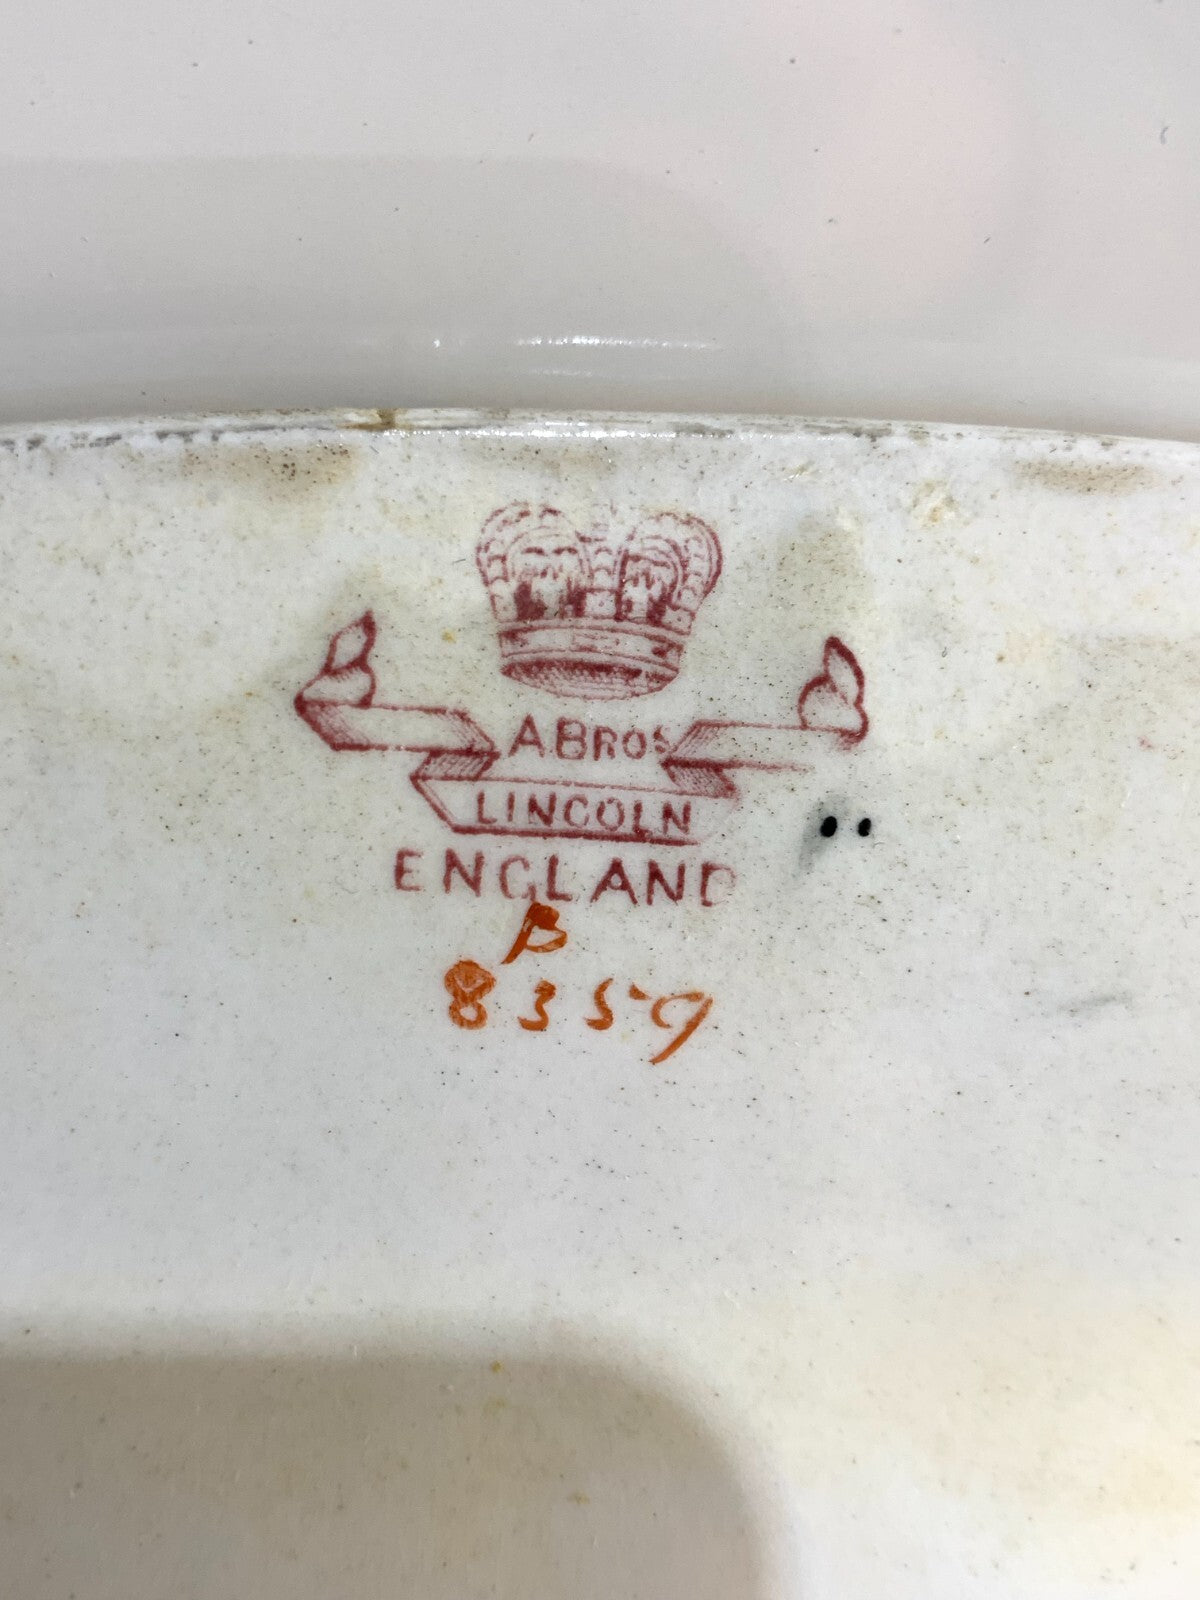 A BROS
LINCOLN
ENGLAND
B
8359